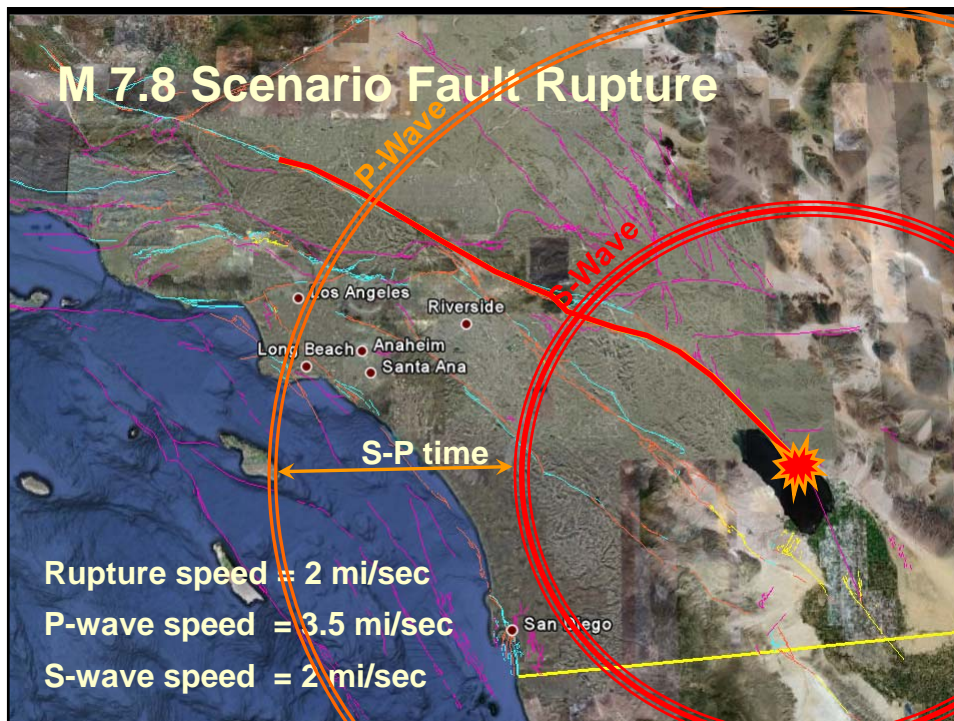 M 7.8 Scenario Fault Rupture
P-Wave
S-Wave
Los Angeles
Riverside
Long Beach
Anaheim
Santa Ana
S-P time
Rupture speed = 2 mi/sec
P-wave speed = 3.5 mi/sec
San Diego
S-wave speed = 2 mi/sec